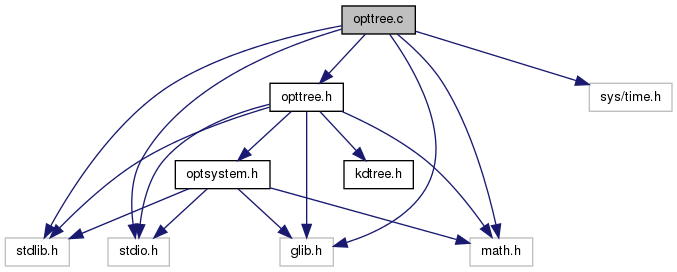 opttree.c
opttree.h
sys/time.h
optsystem.h
kdtree.h
stdlib.h
stdio.h
glib.h
math.h